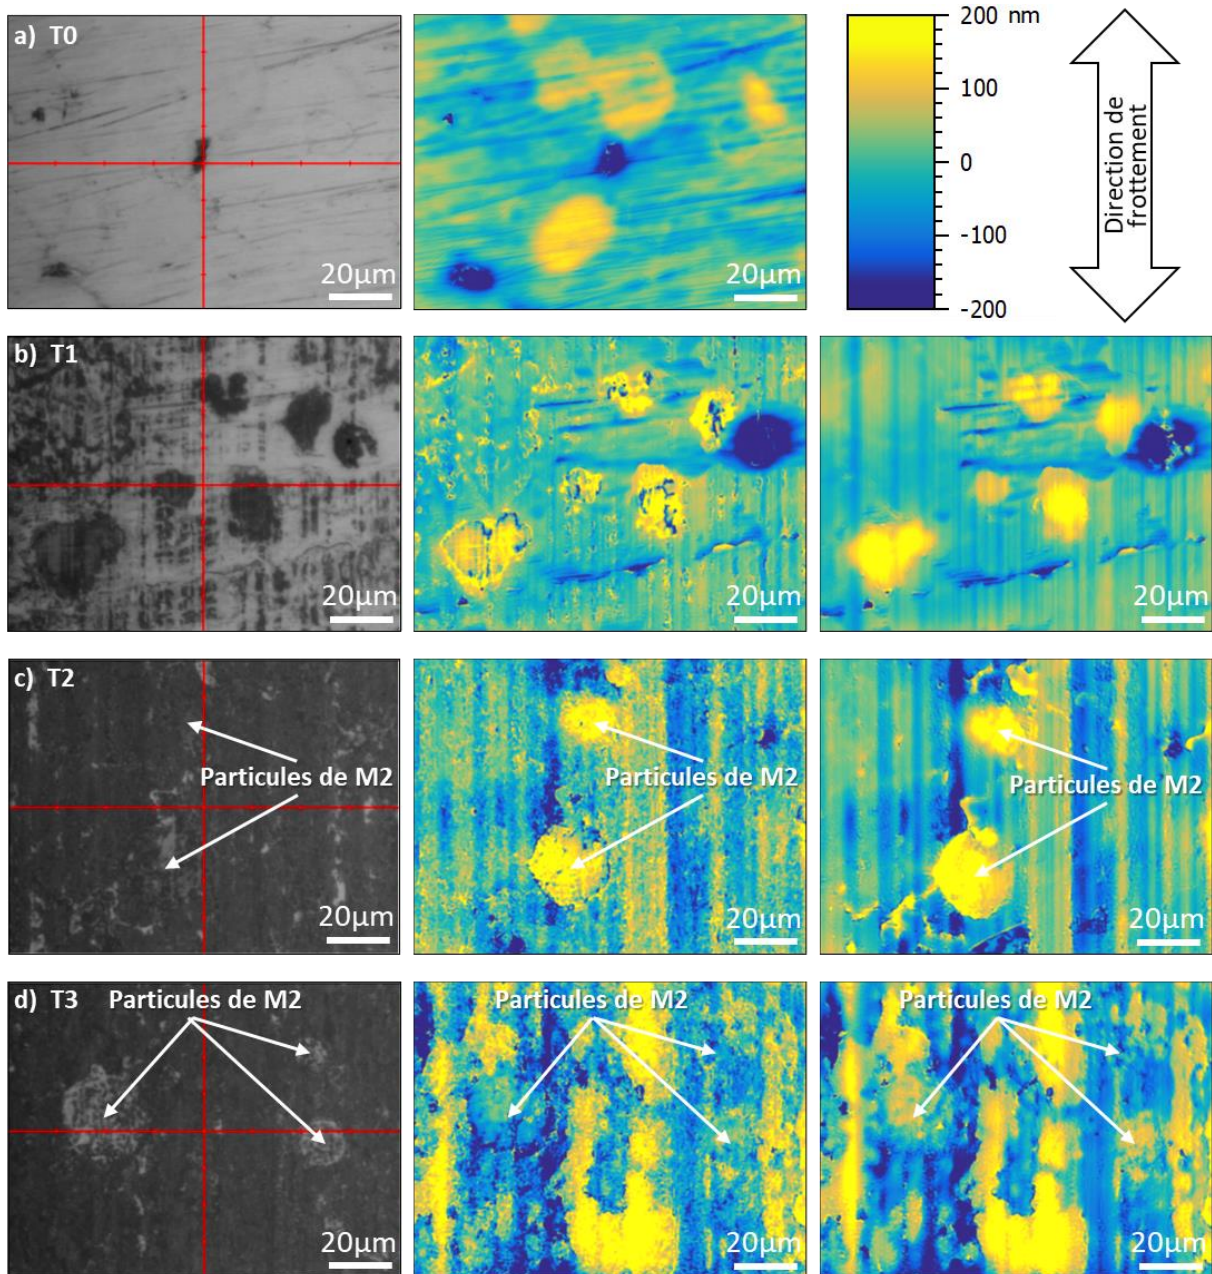 a) T0
20µm
20µm
200 nm
100
0
-100
-200
Direction de
frottement
b) T1
20µm
20µm
20µm
c) T2
Particules de M2
Particules de M2
Particules de M2
20µm
20µm
20µm
d) T3
Particules de M2
Particules de M2
Particules de M2
20µm
20µm
20µm